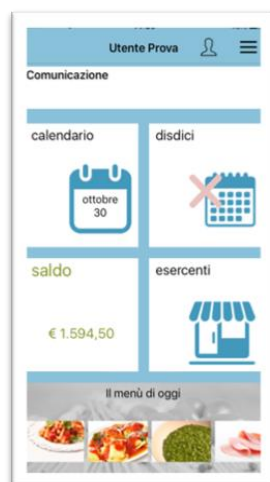 Utente Prova
Comunicazione
calendario
disdici
ottobre
30
saldo
esercenti
€ 1.594,50
Il menù di oggi